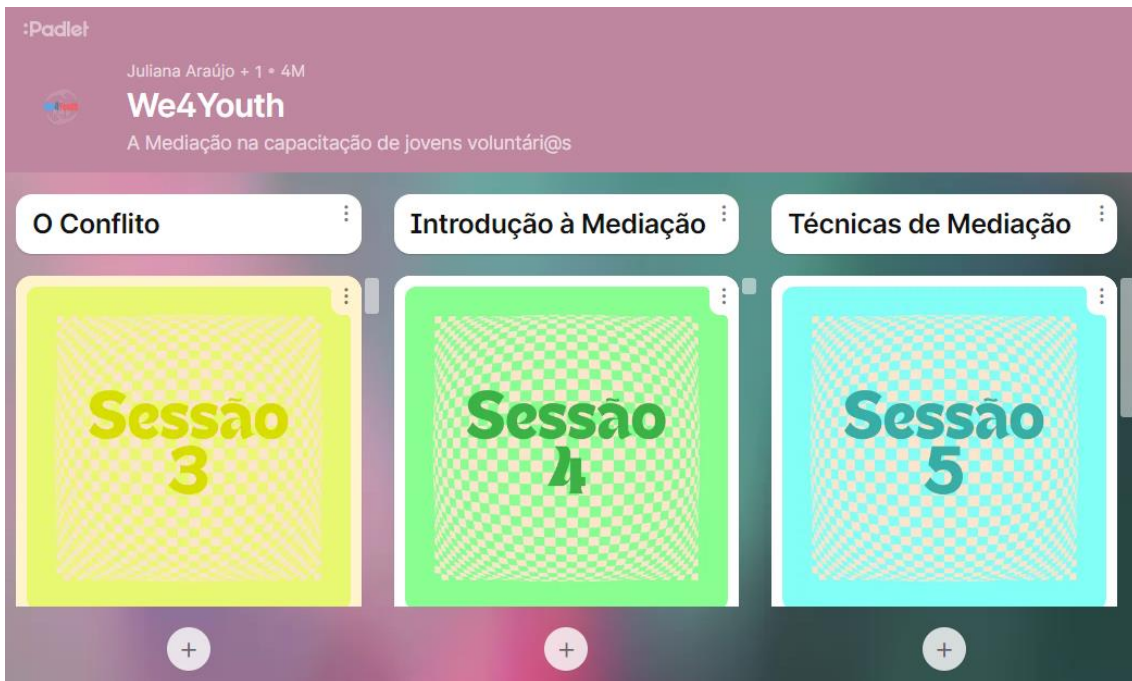 :Padlet
Juliana Araújo + 1 • 4M
We4Youth
A Mediação na capacitação de jovens voluntári@s
O Conflito
Introdução à Mediação
Técnicas de Mediação
Sessão
3
Sessão
4
Sessão
5